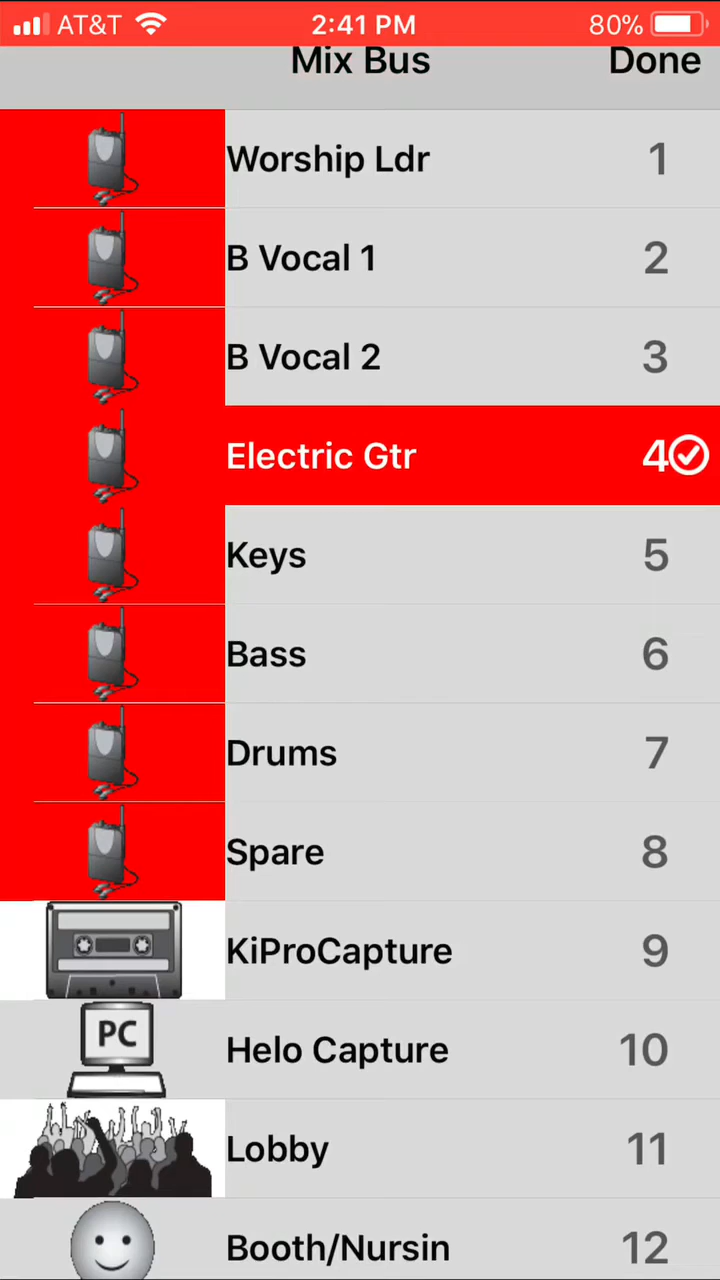 AT&T 2:41 PM 80%
Mix Bus Done
Worship Ldr 1
B Vocal 1 2
B Vocal 2 3
Electric Gtr 4
Keys 5
Bass 6
Drums 7
Spare 8
KiProCapture 9
PC Helo Capture 10
Lobby 11
Booth/Nursin 12